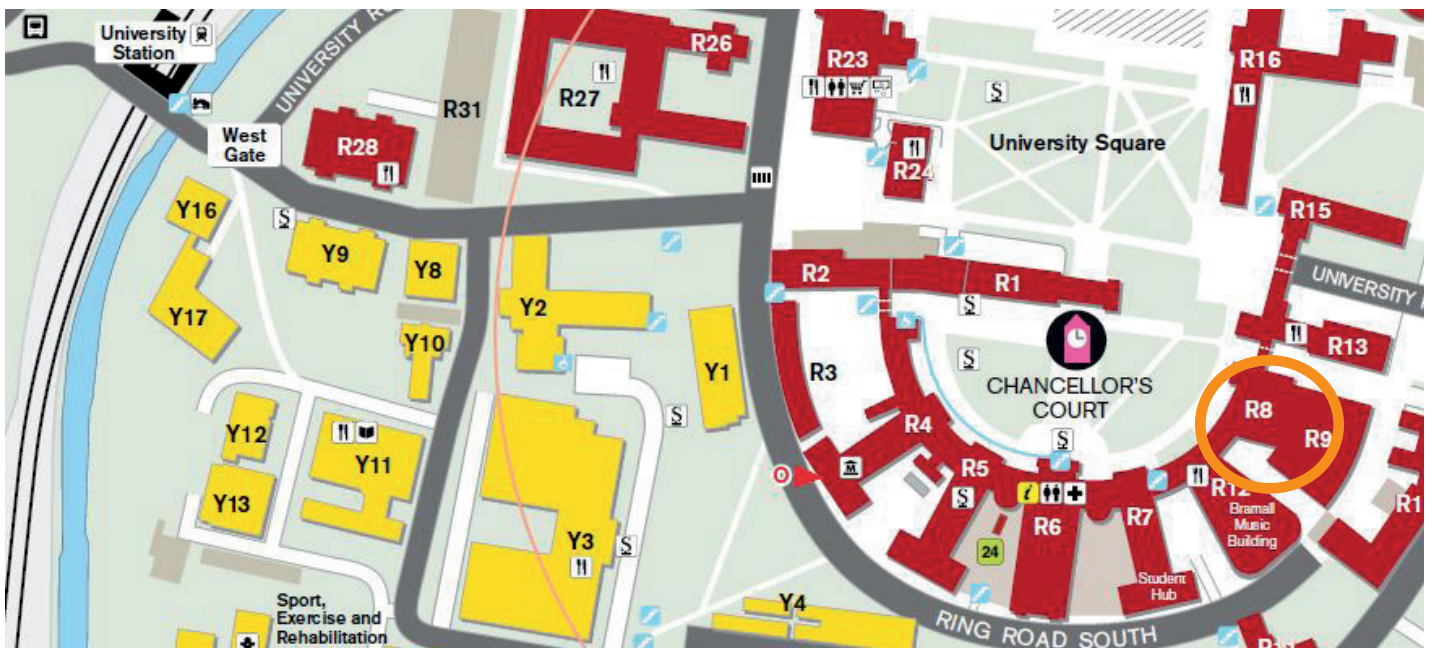 University
Station
UNIVERSITY R
West
Gate
R31
R28
R27
R26
R23
R24
University Square
R16
R15
UNIVERSITY
R13
Y16
Y17
Y9
Y8
Y10
Y2
Y1
R2
R1
R3
R4
R5
CHANCELLOR'S
COURT
R8
R9
Y12
Y13
Y11
Y3
Y4
S
S
S
S
S
S
S
S
M
O
i
24
R6
R7
Student
Hub
R12
Bramall
Music
Building
R1
RING ROAD SOUTH
Sport,
Exercise and
Rehabilitation